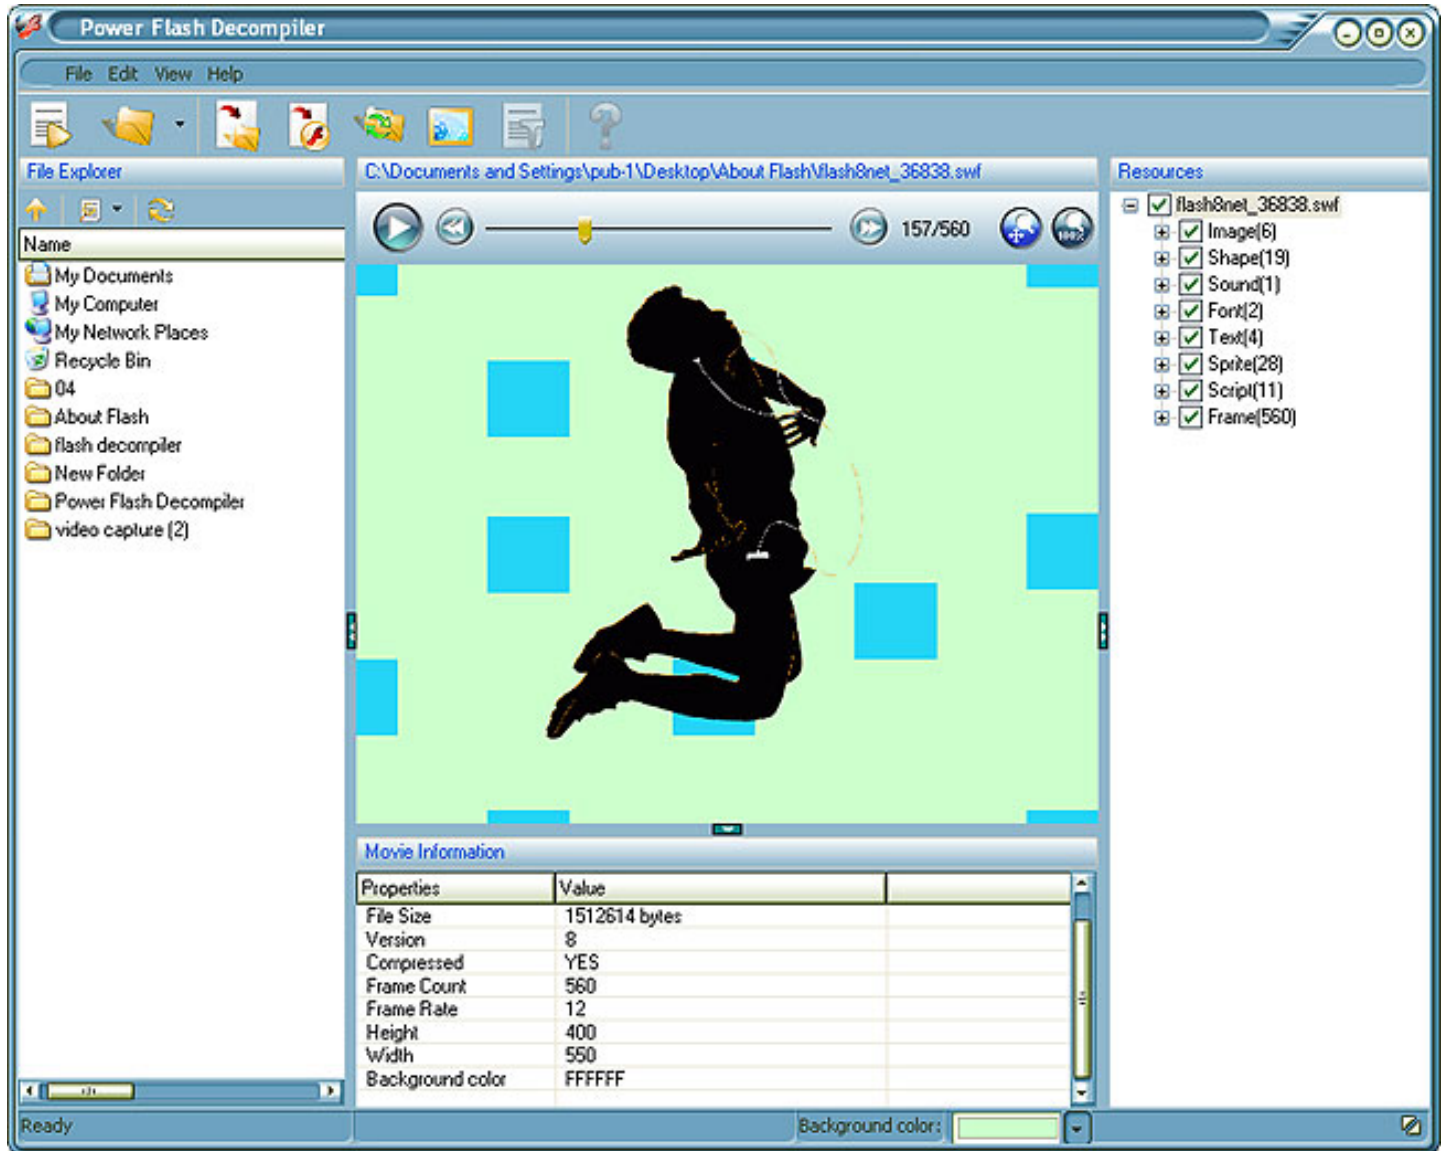 Power Flash Decompiler
File Edit View Help
File Explorer
Name
My Documents
My Computer
My Network Places
Recycle Bin
04
About Flash
flash decompiler
New Folder
Power Flash Decompiler
video capture (2)
C:\Documents and Settings\pub-1\Desktop\About Flash\flash8net_36838.swf
157/560
100%
Movie Information
Properties Value
File Size 1512614 bytes
Version 8
Compressed YES
Frame Count 560
Frame Rate 12
Height 400
Width 550
Background color FFFFFF
Resources
flash8net_36838.swf
Image(6)
Shape(19)
Sound(1)
Font(2)
Text(4)
Sprite(28)
Script(11)
Frame(560)
Ready
Background color: